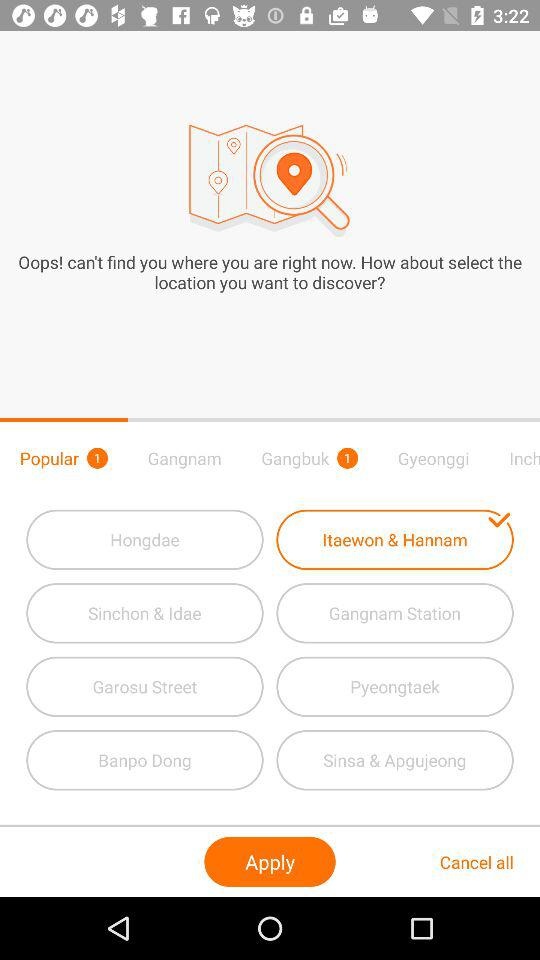 3:22
Oops! can't find you where you are right now. How about select the
location you want to discover?
Popular 1 Gangnam Gangbuk 1 Gyeonggi Inch
Hongdae Itaewon & Hannam
Sinchon & Idae Gangnam Station
Garosu Street Pyeongtaek
Banpo Dong Sinsa & Apgujeong
Apply Cancel all